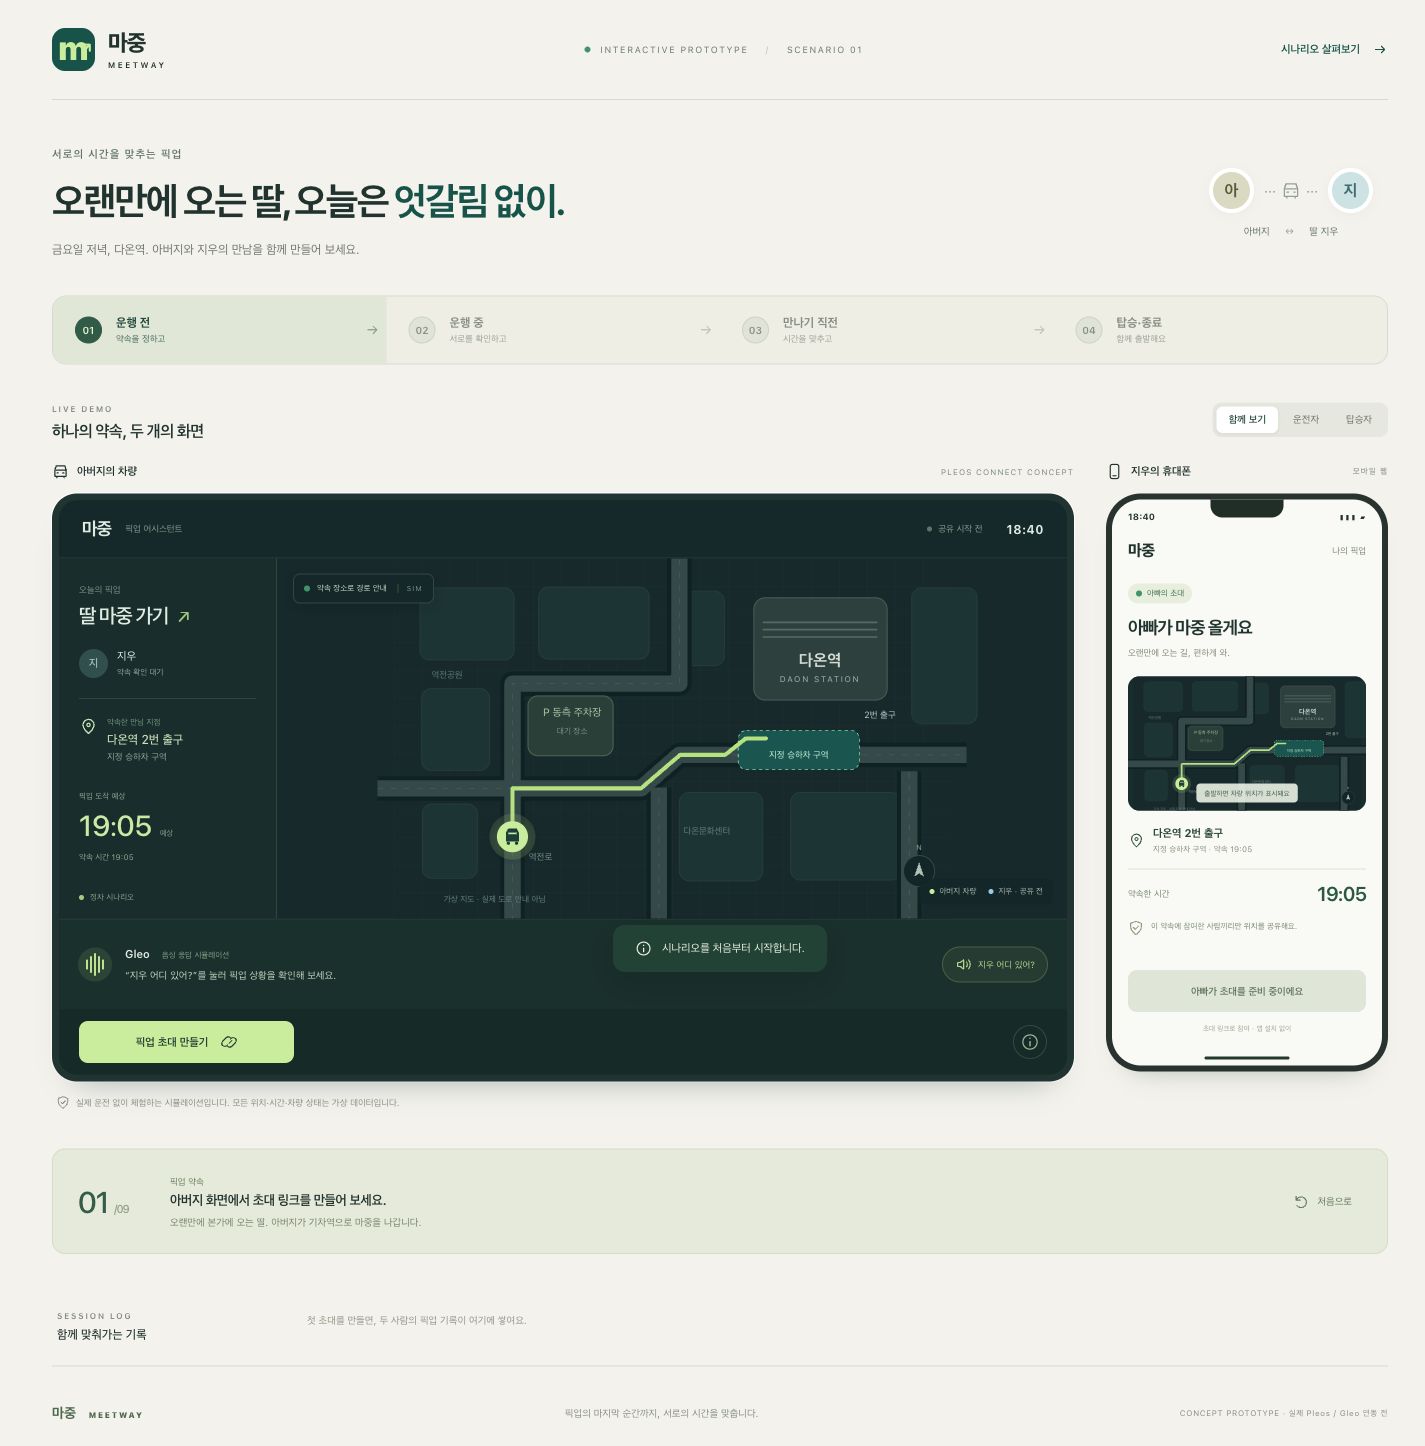 마중
MEETWAY
INTERACTIVE PROTOTYPE / SCENARIO 01
시나리오 살펴보기 →
서로의 시간을 맞추는 픽업
오랜만에 오는 딸, 오늘은 엇갈림 없이.
금요일 저녁, 다온역. 아버지와 지우의 만남을 함께 만들어 보세요.
아 지
아버지 ↔ 딸 지우
01 운행 전
약속을 정하고
02 운행 중
서로를 확인하고
03 만나기 직전
시간을 맞추고
04 탑승·종료
함께 출발해요
LIVE DEMO
하나의 약속, 두 개의 화면
함께 보기 운전자 탑승자
아버지의 차량
PLEOS CONNECT CONCEPT
마중 픽업 어시스턴트
공유 시작 전 18:40
오늘의 픽업
딸 마중 가기
지 지우
약속 확인 대기
약속한 만남 지점
다온역 2번 출구
지정 승하차 구역
픽업 도착 예상
19:05 예상
약속 시간 19:05
정차 시나리오
약속 장소로 경로 안내 | SIM
역전공원
다온역
DAON STATION
2번 출구
P 동측 주차장
대기 장소
지정 승하차 구역
다온문화센터
역전로
N
가상 지도 · 실제 도로 안내 아님
아버지 차량 지우 · 공유 전
Gleo 음성 응답 시뮬레이션
“지우 어디 있어?”를 눌러 픽업 상황을 확인해 보세요.
시나리오를 처음부터 시작합니다.
지우 어디 있어?
픽업 초대 만들기
실제 운전 없이 체험하는 시뮬레이션입니다. 모든 위치·시간·차량 상태는 가상 데이터입니다.
지우의 휴대폰
모바일 웹
18:40
마중
나의 픽업
아빠의 초대
아빠가 마중 올게요
오랜만에 오는 길, 편하게 와.
다온역
DAON STATION
2번 출구
P 동측 주차장
대기 장소
지정 승하차 구역
출발하면 차량 위치가 표시돼요
다온역 2번 출구
지정 승하차 구역 · 약속 19:05
약속한 시간 19:05
이 약속에 참여한 사람끼리만 위치를 공유해요.
아빠가 초대를 준비 중이에요
초대 링크로 참여 · 앱 설치 없이
01 /09
픽업 약속
아버지 화면에서 초대 링크를 만들어 보세요.
오랜만에 본가에 오는 딸. 아버지가 기차역으로 마중을 나갑니다.
처음으로
SESSION LOG
함께 맞춰가는 기록
첫 초대를 만들면, 두 사람의 픽업 기록이 여기에 쌓여요.
마중 MEETWAY
픽업의 마지막 순간까지, 서로의 시간을 맞춥니다.
CONCEPT PROTOTYPE · 실제 Pleos / Gleo 연동 전